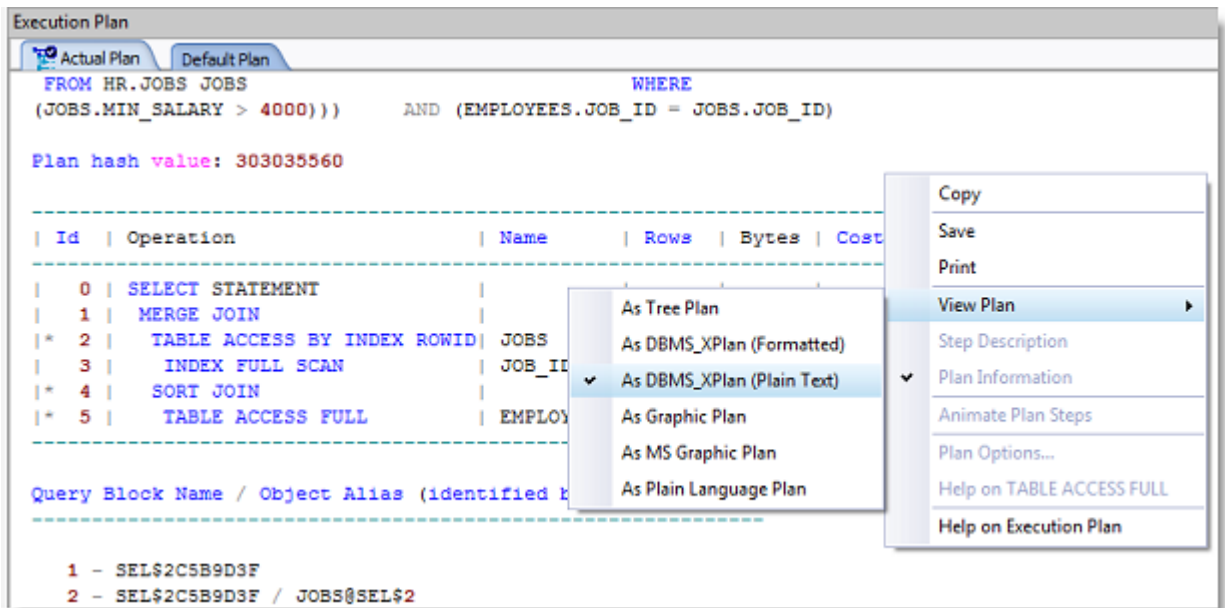 Execution Plan
Actual Plan Default Plan
FROM HR.JOBS JOBS WHERE
(JOBS.MIN_SALARY > 4000))) AND (EMPLOYEES.JOB_ID = JOBS.JOB_ID)
Plan hash value: 303035560
------------------------------------------------------------------
| Id | Operation | Name | Rows | Bytes | Cost
------------------------------------------------------------------
| 0 | SELECT STATEMENT |
| 1 | MERGE JOIN |
|* 2 | TABLE ACCESS BY INDEX ROWID| JOBS
| 3 | INDEX FULL SCAN | JOB_ID
|* 4 | SORT JOIN |
|* 5 | TABLE ACCESS FULL | EMPLOY
Query Block Name / Object Alias (identified b
------------------------------------------------------------------
1 - SEL$2C5B9D3F
2 - SEL$2C5B9D3F / JOBS@SEL$2
As Tree Plan
As DBMS_XPlan (Formatted)
As DBMS_XPlan (Plain Text)
As Graphic Plan
As MS Graphic Plan
As Plain Language Plan
Copy
Save
Print
View Plan
Step Description
Plan Information
Animate Plan Steps
Plan Options...
Help on TABLE ACCESS FULL
Help on Execution Plan